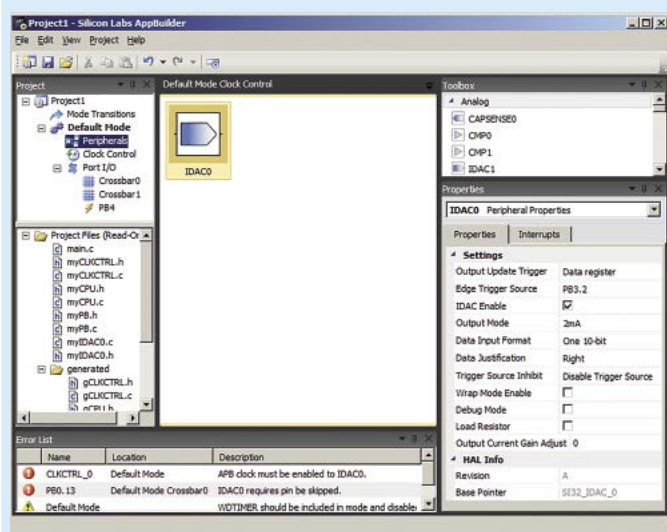 Project1 - Silicon Labs AppBuilder
File Edit View Project Help
Project
Project1
Mode Transitions
Default Mode
Peripherals
Clock Control
Port I/O
Crossbar0
Crossbar1
PB4
Project Files (Read-Or
main.c
myCLKCTRL.h
myCLKCTRL.c
myCPU.h
myCPU.c
myPB.h
myPB.c
myIDAC0.c
myIDAC0.h
generated
gCLKCTRL.h
gCLKCTRL.c
gCPU.h
Default Mode Clock Control
IDAC0
Toolbox
Analog
CAPSENSE0
CMP0
CMP1
IDAC1
Properties
IDAC0 Peripheral Properties
Properties Interrupts
Settings
Output Update Trigger Data register
Edge Trigger Source PB3.2
IDAC Enable
Output Mode 2mA
Data Input Format One 10-bit
Data Justification Right
Trigger Source Inhibit Disable Trigger Source
Wrap Mode Enable
Debug Mode
Load Resistor
Output Current Gain Adjust 0
HAL Info
Revision A
Base Pointer SI32_IDAC_0
Error List
Name Location Description
CLKCTRL_0 Default Mode APB clock must be enabled to IDAC0.
PB0.13 Default Mode Crossbar0 IDAC0 requires pin be skipped.
Default Mode WDTIMER should be included in mode and disable